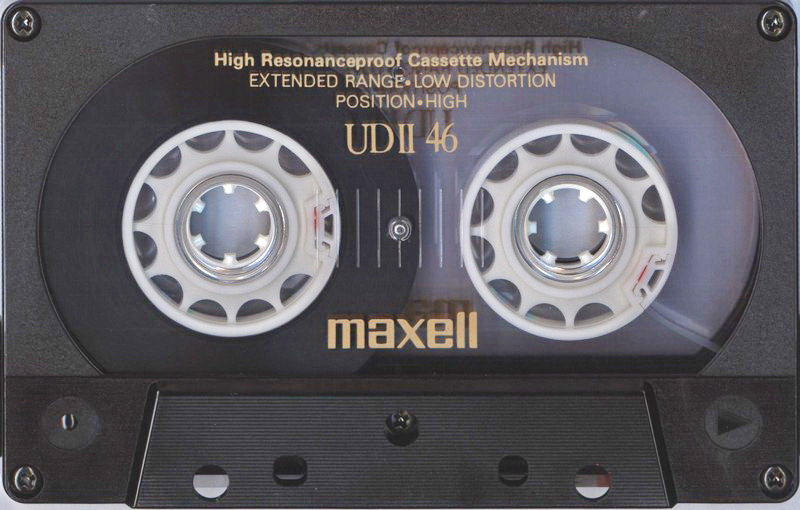 High Resonanceproof Cassette Mechanism
EXTENDED RANGE•LOW DISTORTION
POSITION•HIGH
UDII 46
maxell